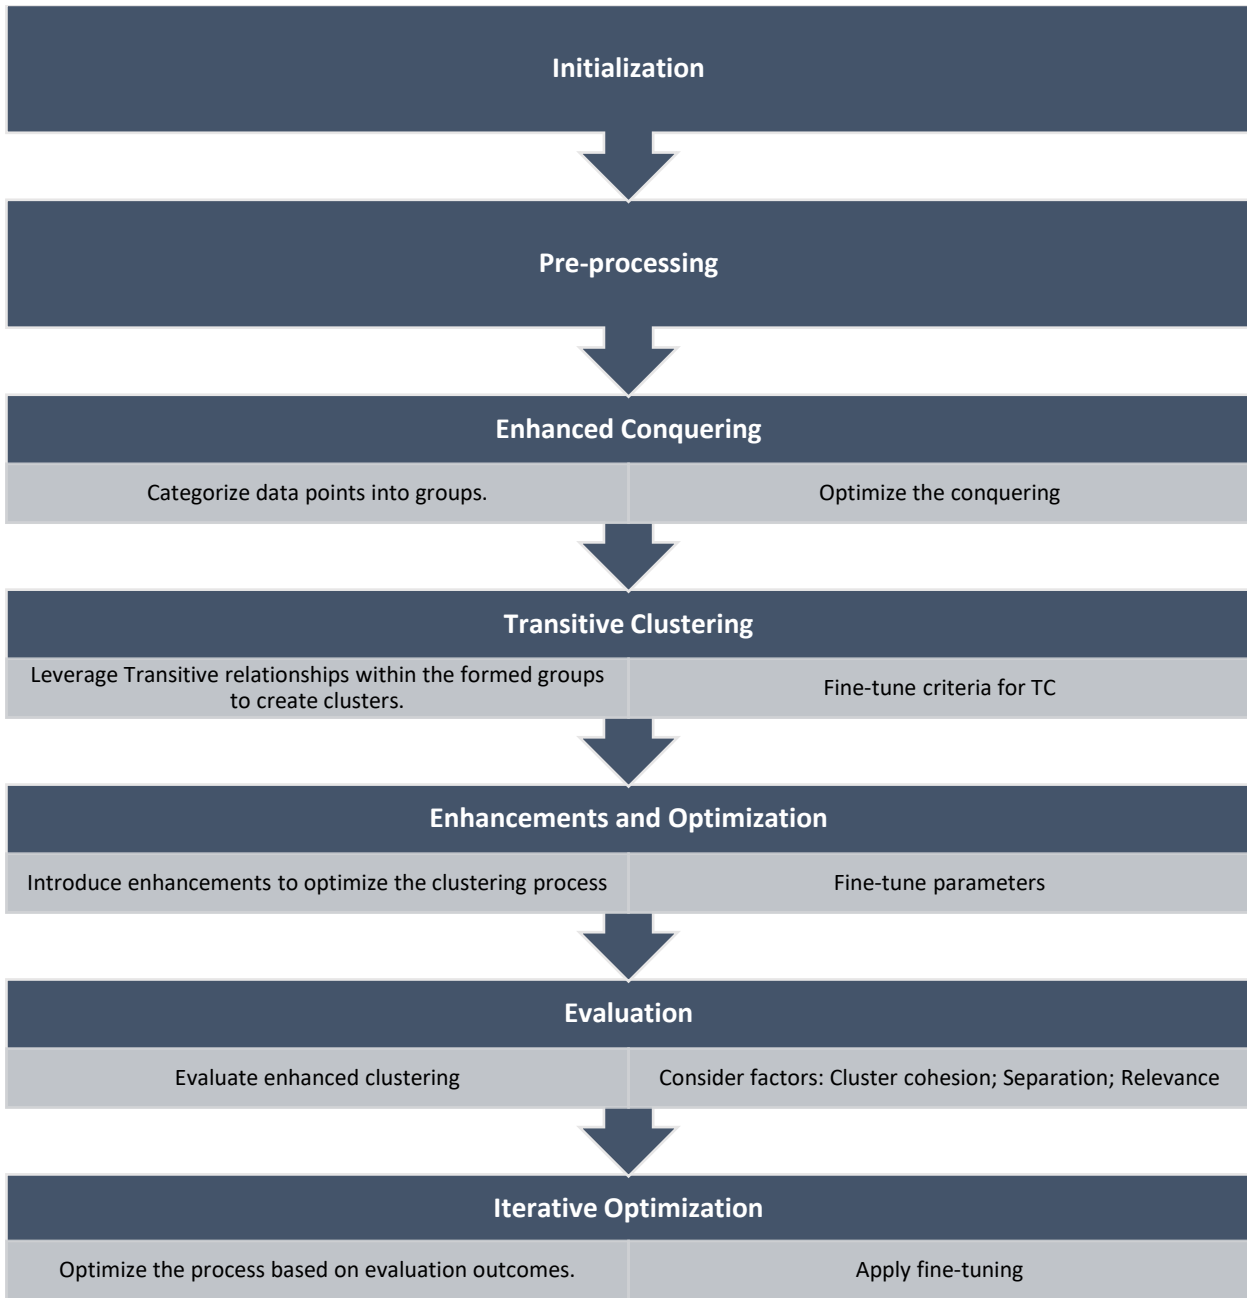 Initialization
Pre-processing
Enhanced Conquering
Categorize data points into groups.
Optimize the conquering
Transitive Clustering
Leverage Transitive relationships within the formed groups
to create clusters.
Fine-tune criteria for TC
Enhancements and Optimization
Introduce enhancements to optimize the clustering process
Fine-tune parameters
Evaluation
Evaluate enhanced clustering
Consider factors: Cluster cohesion; Separation; Relevance
Iterative Optimization
Optimize the process based on evaluation outcomes.
Apply fine-tuning